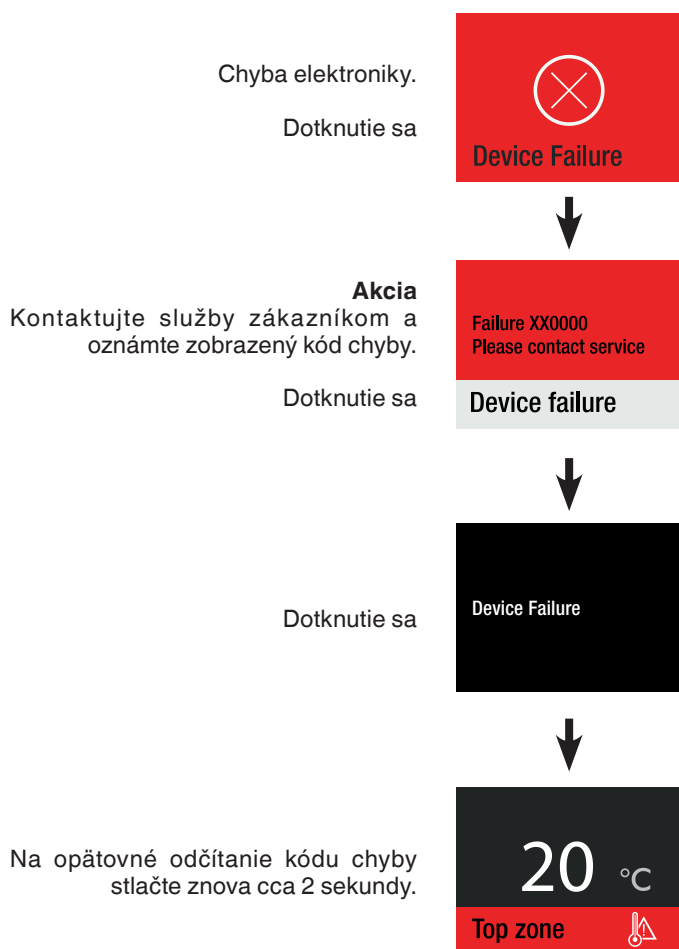 Chyba elektroniky.
Dotknutie sa
Device Failure
Akcia
Kontaktujte služby zákazníkom a
oznámte zobrazený kód chyby.
Dotknutie sa
Failure XX0000
Please contact service
Device failure
Dotknutie sa
Device Failure
Na opätovné odčítanie kódu chyby
stlačte znova cca 2 sekundy.
20 °C
Top zone